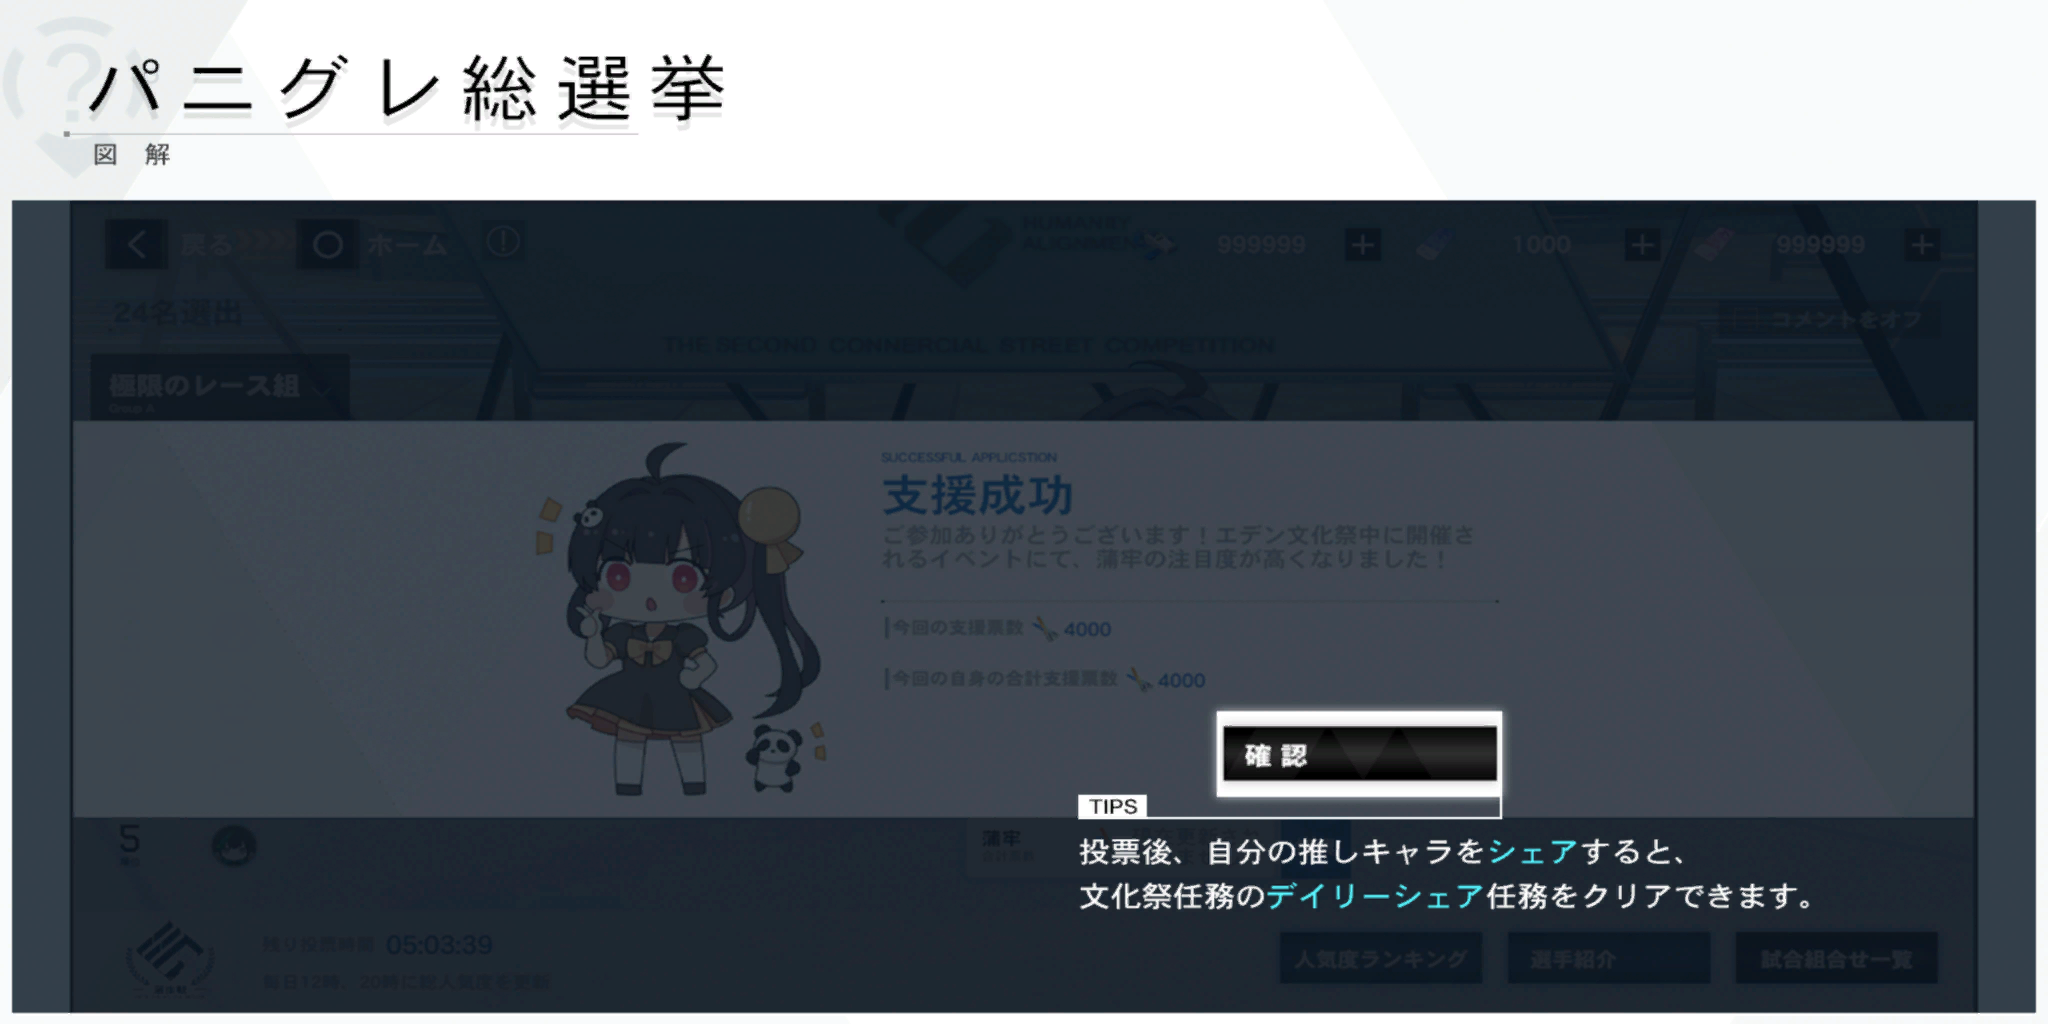 パニグレ総選挙
図解
戻る
ホーム
HUMANITY
999999
1000
999999
24名選出
コメントをオフ
THE SECOND CONNERCIAL STREET COMPETITION
極限のレース組
Group A
SUCCESSFUL APPLICSTION
支援成功
ご参加ありがとうございます！エデン文化祭中に開催さ
れるイベントにて、蒲牢の注目度が高くなりました！
今回の支援票数 4000
今回の自身の合計支援票数 4000
確認
TIPS
5
蒲牢
投票後、自分の推しキャラをシェアすると、
文化祭任務のデイリーシェア任務をクリアできます。
残り投票時間 05:03:39
毎日12時、20時に総人気度を更新
人気度ランキング
選手紹介
試合組合せ一覧